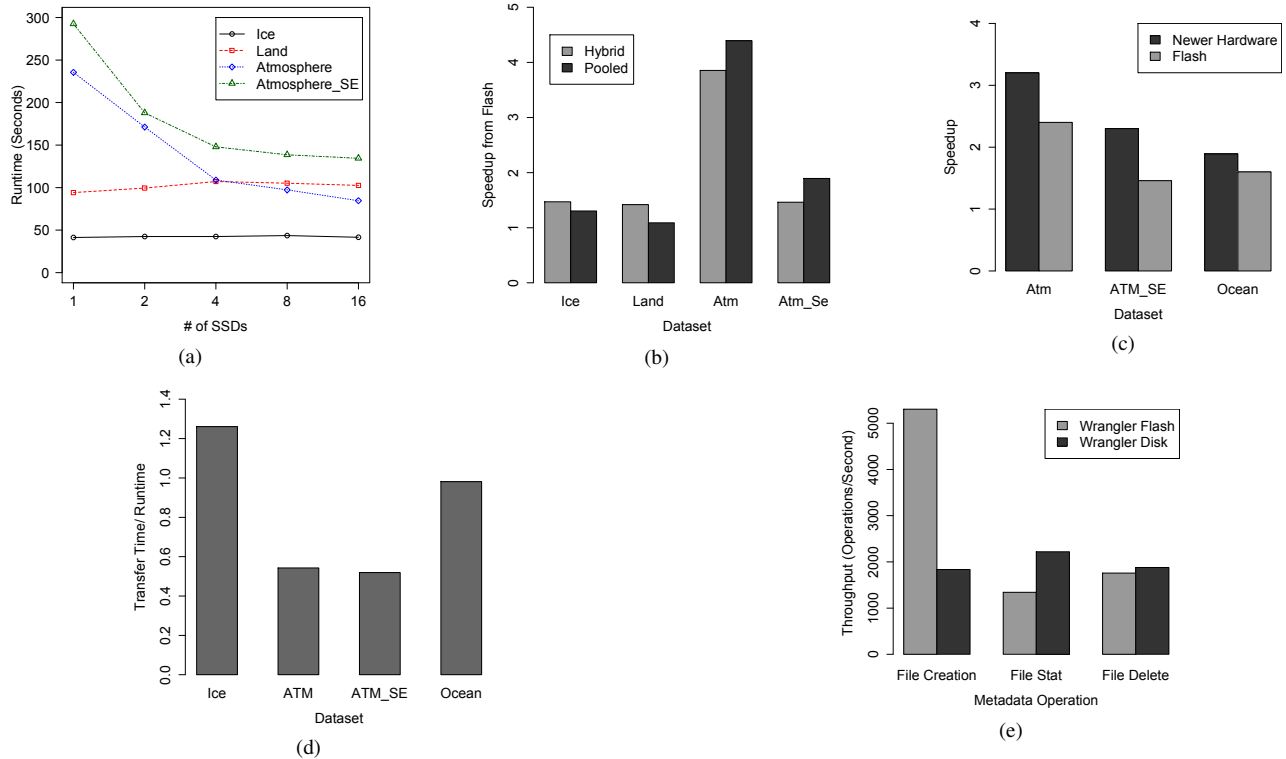 Runtime (Seconds)
300
250
200
150
100
50
0
Ice
Land
Atmosphere
Atmosphere_SE
1 2 4 8 16
# of SSDs
(a)
Speedup from Flash
5
4
3
2
1
0
Hybrid
Pooled
Ice Land Atm Atm_Se
Dataset
(b)
Speedup
4
3
2
1
0
Newer Hardware
Flash
Atm ATM_SE Ocean
Dataset
(c)
Transfer Time/ Runtime
1.4
1.2
1.0
0.8
0.6
0.4
0.2
0.0
Ice ATM ATM_SE Ocean
Dataset
(d)
Throughput (Operations/Second)
5000
4000
3000
2000
1000
0
Wrangler Flash
Wrangler Disk
File Creation File Stat File Delete
Metadata Operation
(e)